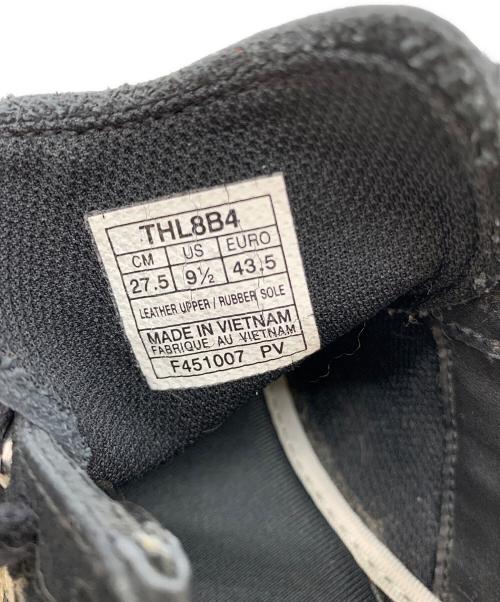 THL8B4
CM US EURO
27.5 9½ 43.5
LEATHER UPPER / RUBBER SOLE
MADE IN VIETNAM
FABRIQUE AU VIETNAM
F451007 PV